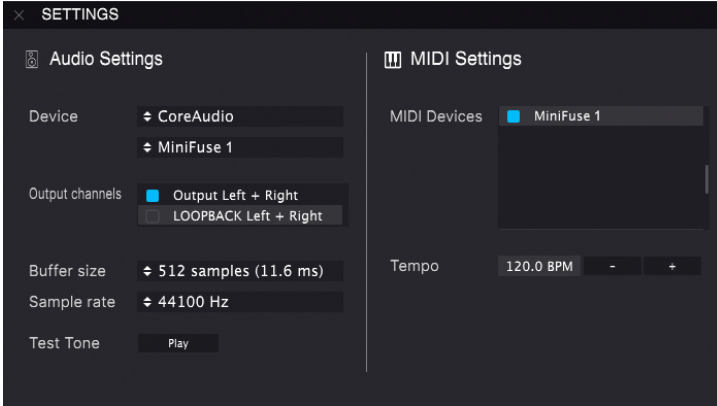 SETTINGS
Audio Settings
Device
CoreAudio
MiniFuse 1
Output channels
Output Left + Right
LOOPBACK Left + Right
Buffer size
512 samples (11.6 ms)
Sample rate
44100 Hz
Test Tone
Play
MIDI Settings
MIDI Devices
MiniFuse 1
Tempo
120.0 BPM
-
+